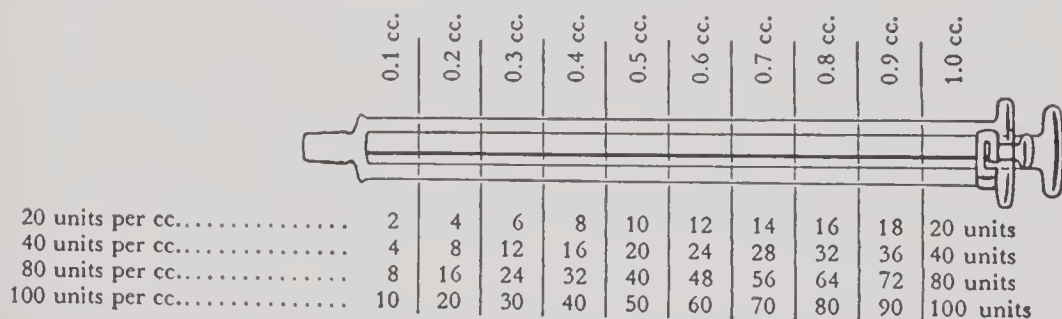 0.1 cc. 0.2 cc. 0.3 cc. 0.4 cc. 0.5 cc. 0.6 cc. 0.7 cc. 0.8 cc. 0.9 cc. 1.0 cc.
20 units per cc................ 2 4 6 8 10 12 14 16 18 20 units
40 units per cc................ 4 8 12 16 20 24 28 32 36 40 units
80 units per cc................ 8 16 24 32 40 48 56 64 72 80 units
100 units per cc................ 10 20 30 40 50 60 70 80 90 100 units